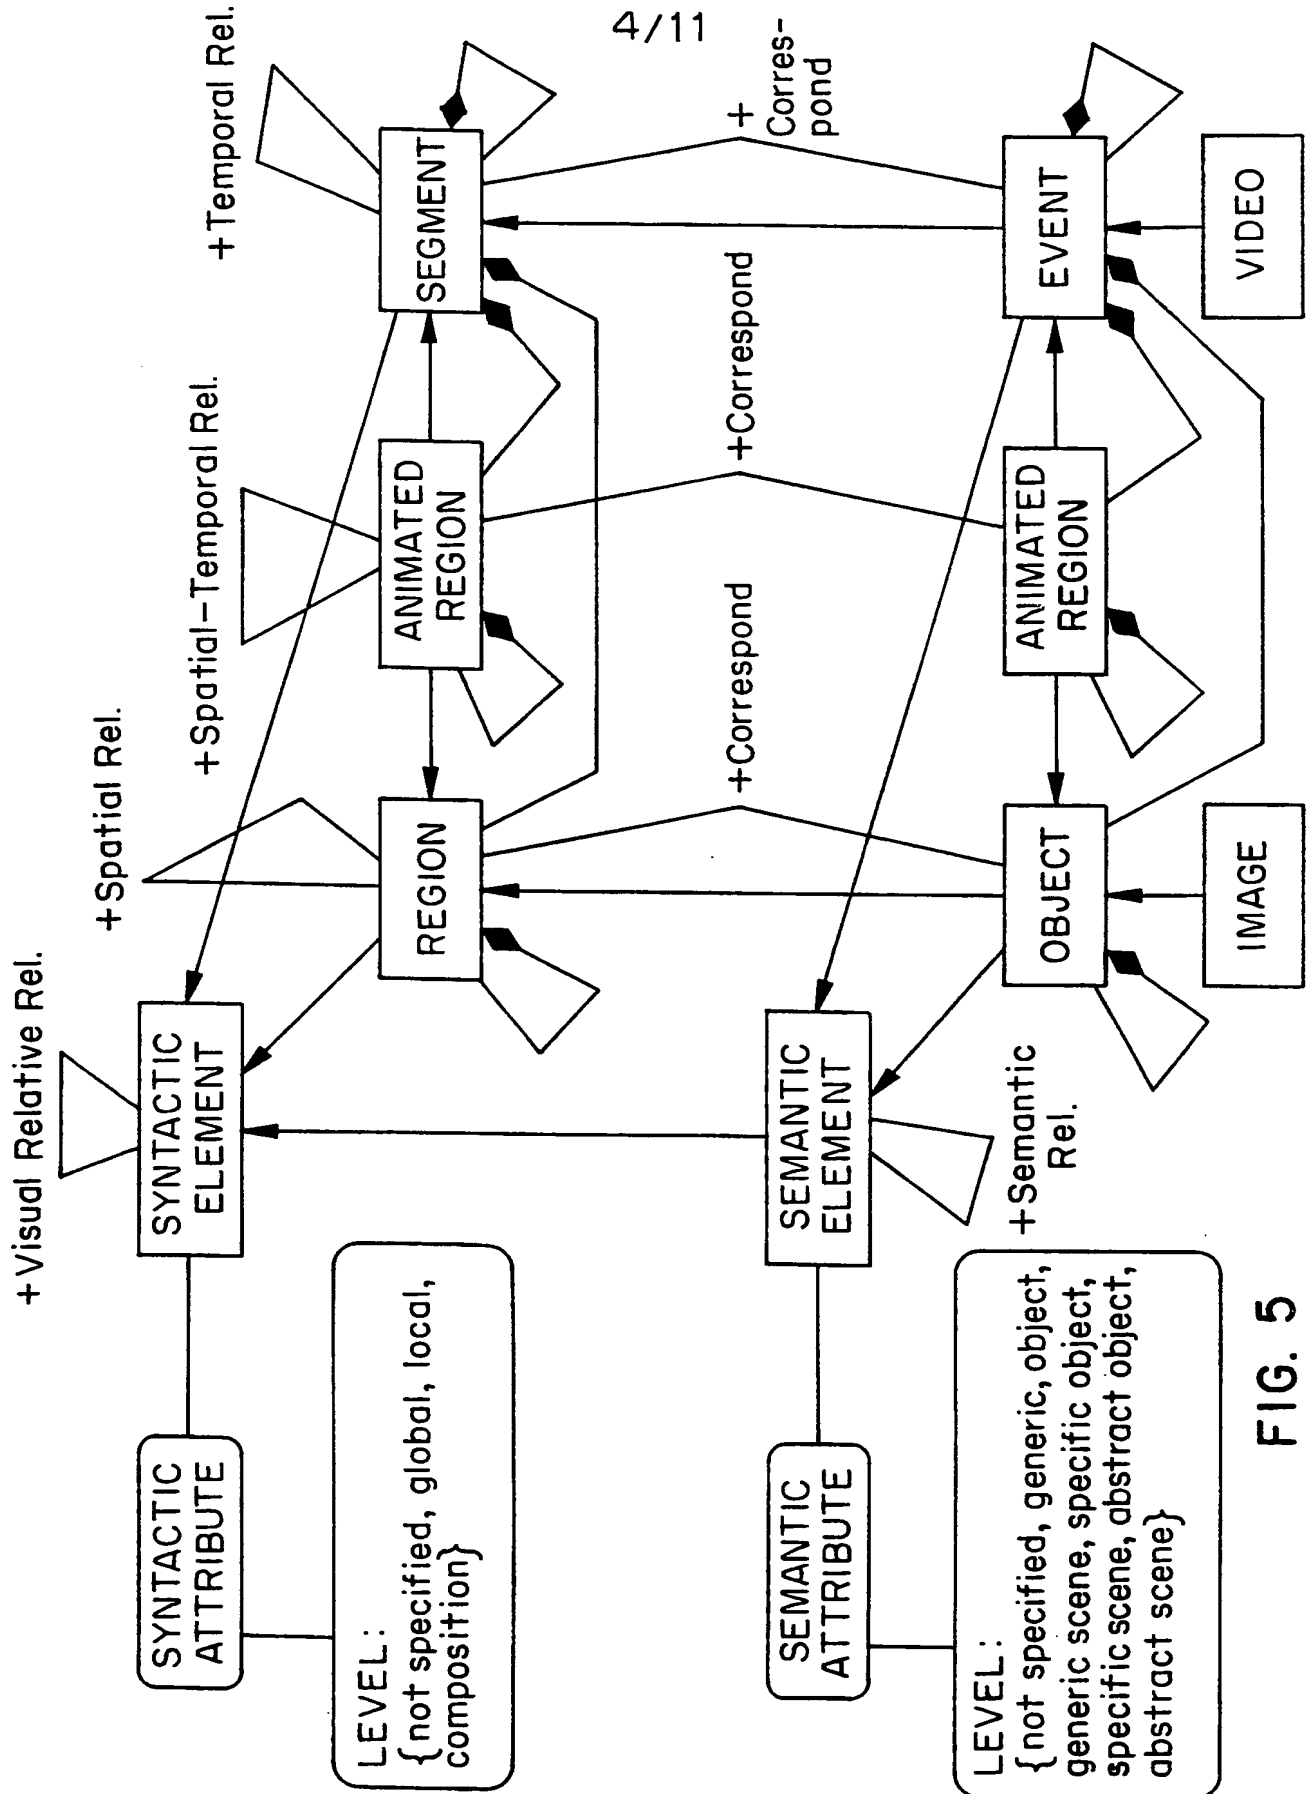 4/11
+Visual Relative Rel.
+Spatial Rel.
+Spatial-Temporal Rel.
+Temporal Rel.
SYNTACTIC
ATTRIBUTE
SYNTACTIC
ELEMENT
REGION
ANIMATED
REGION
SEGMENT
LEVEL:
{not specified, global, local,
composition}
+Correspond
+Correspond
+
Corres-
pond
SEMANTIC
ATTRIBUTE
SEMANTIC
ELEMENT
+Semantic
Rel.
OBJECT
ANIMATED
REGION
EVENT
LEVEL:
{not specified, generic, object,
generic scene, specific object,
specific scene, abstract object,
abstract scene}
IMAGE
VIDEO
FIG. 5